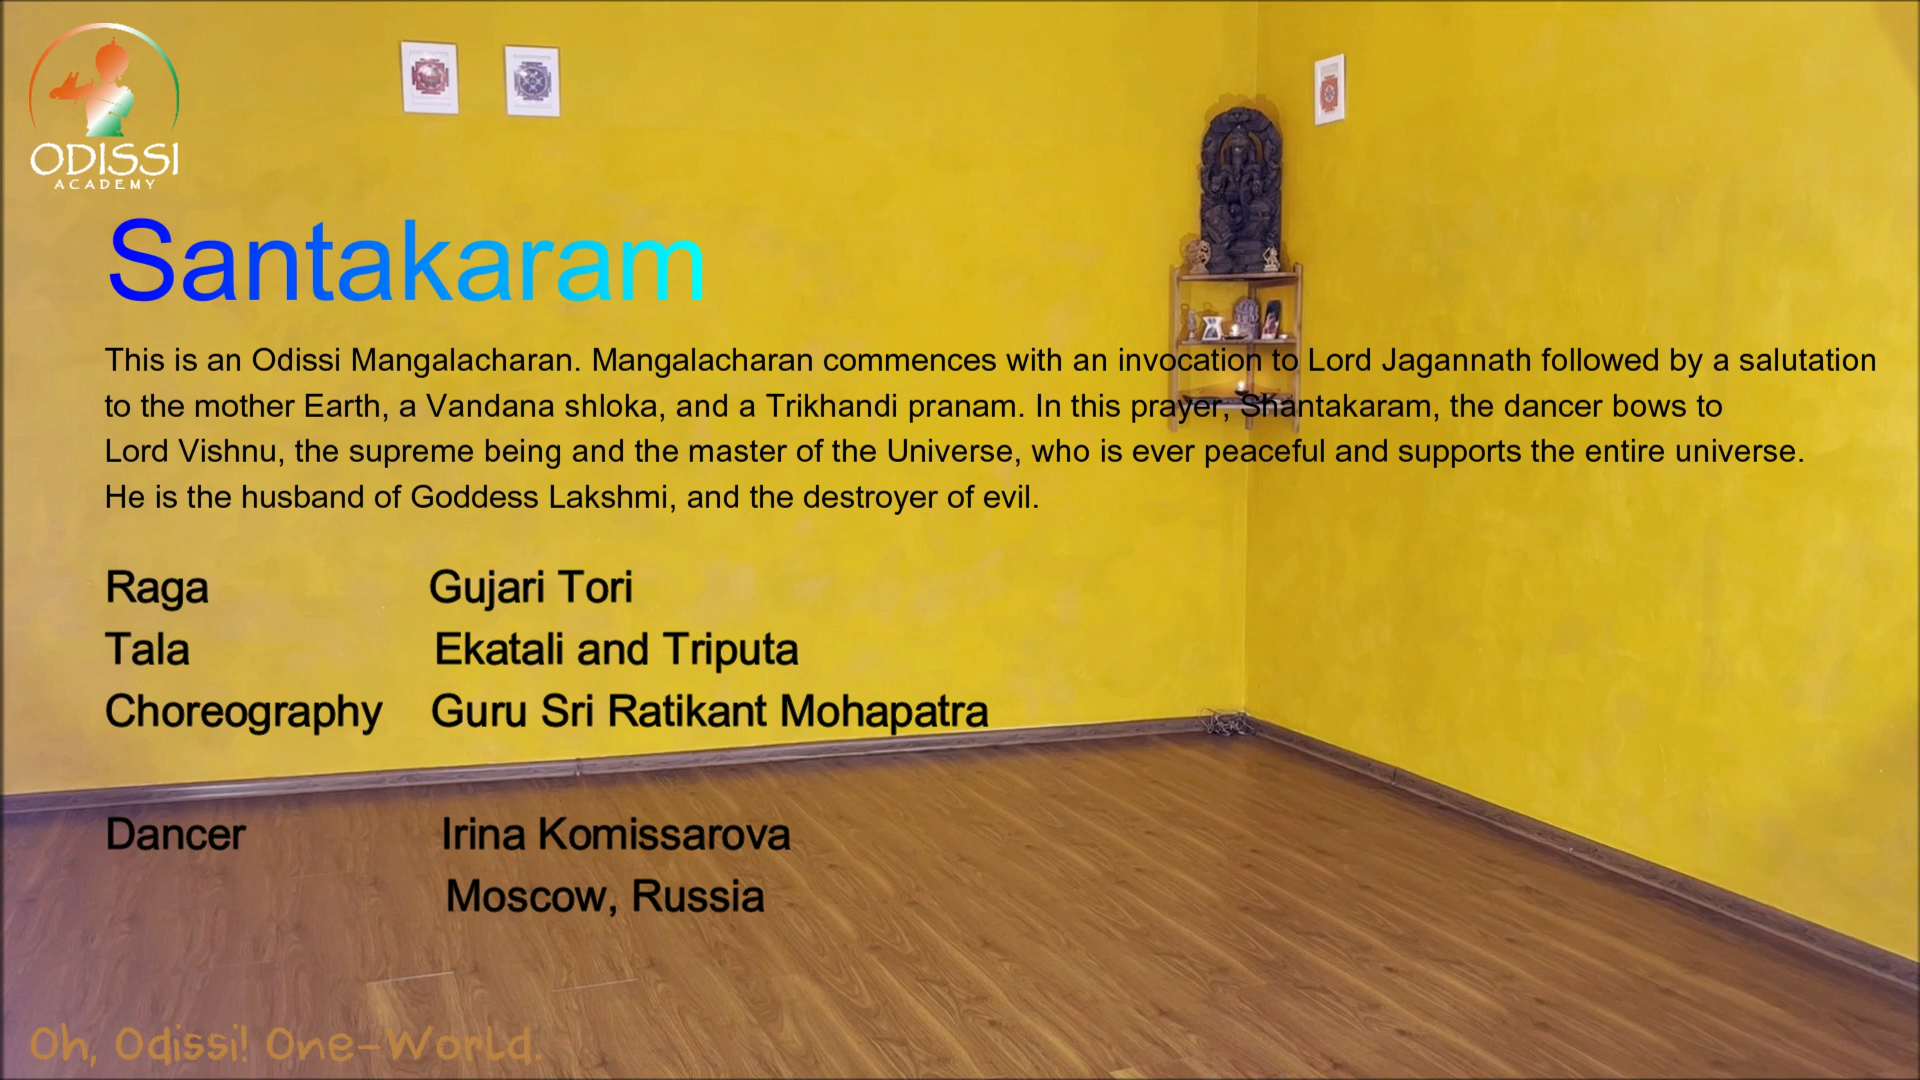 ODISSI
ACADEMY
Santakaram
This is an Odissi Mangalacharan. Mangalacharan commences with an invocation to Lord Jagannath followed by a salutation
to the mother Earth, a Vandana shloka, and a Trikhandi pranam. In this prayer, Shantakaram, the dancer bows to
Lord Vishnu, the supreme being and the master of the Universe, who is ever peaceful and supports the entire universe.
He is the husband of Goddess Lakshmi, and the destroyer of evil.
Raga Gujari Tori
Tala Ekatali and Triputa
Choreography Guru Sri Ratikant Mohapatra
Dancer Irina Komissarova
Moscow, Russia
Oh, Odissi! One-World.